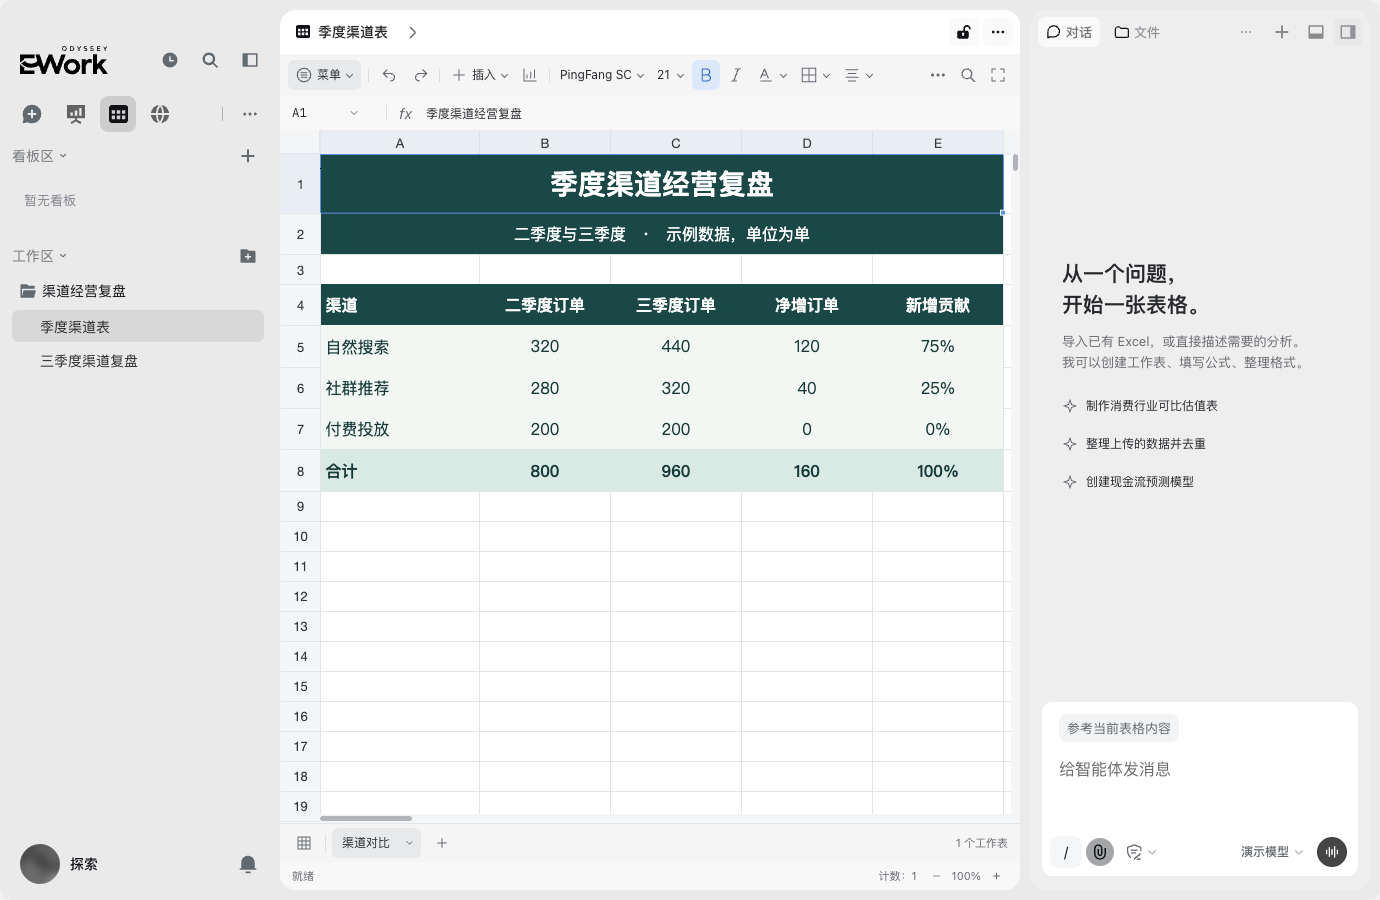 ODYSSEY
EWork
看板区
暂无看板
工作区
渠道经营复盘
季度渠道表
三季度渠道复盘
探索
季度渠道表
菜单
插入
PingFang SC
21
B
I
A
A1
fx
季度渠道经营复盘
A B C D E
1 季度渠道经营复盘
2 二季度与三季度 · 示例数据，单位为单
3
4 渠道 二季度订单 三季度订单 净增订单 新增贡献
5 自然搜索 320 440 120 75%
6 社群推荐 280 320 40 25%
7 付费投放 200 200 0 0%
8 合计 800 960 160 100%
9
10
11
12
13
14
15
16
17
18
19
渠道对比
1 个工作表
就绪
计数：1
100%
对话
文件
从一个问题，
开始一张表格。
导入已有 Excel，或直接描述需要的分析。
我可以创建工作表、填写公式、整理格式。
制作消费行业可比估值表
整理上传的数据并去重
创建现金流预测模型
参考当前表格内容
给智能体发消息
/
演示模型